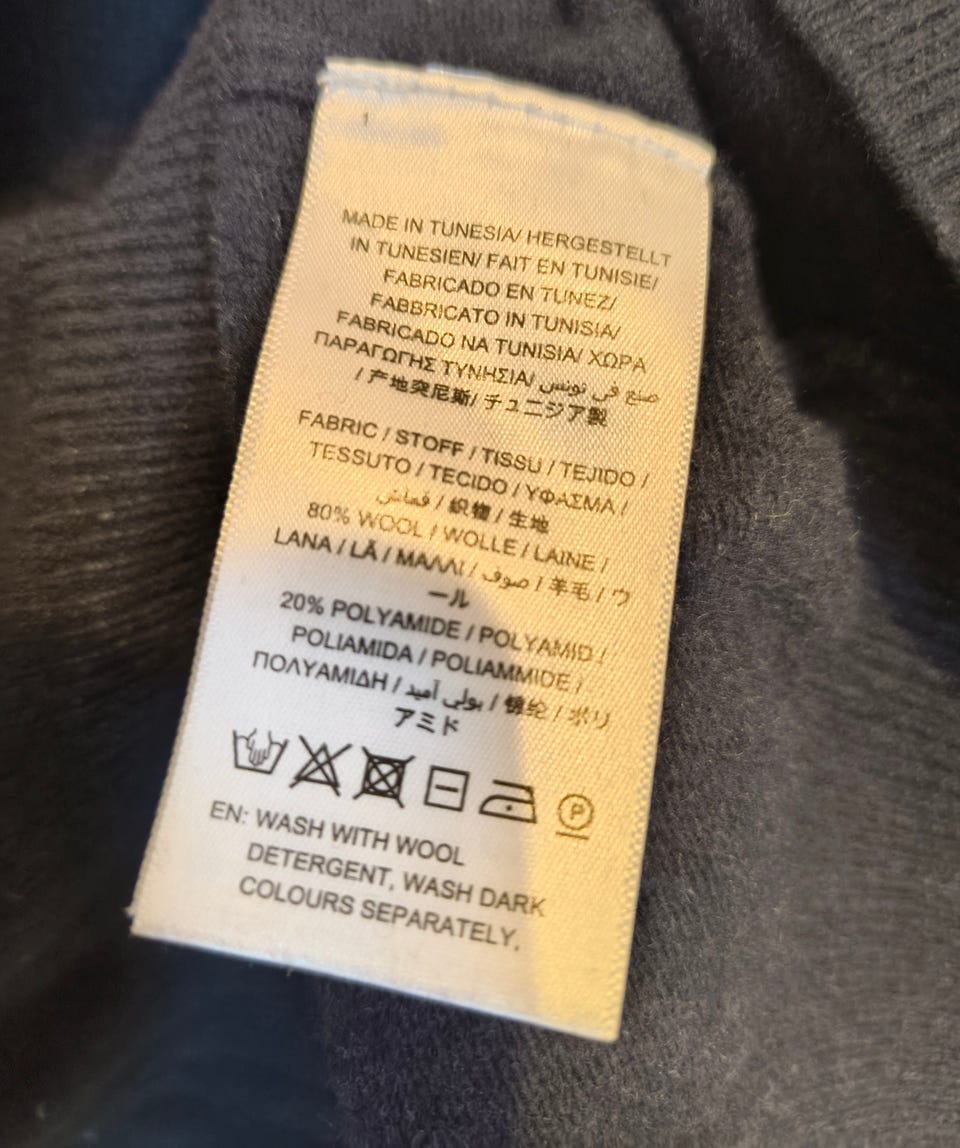 MADE IN TUNESIA/ HERGESTELLT
IN TUNESIEN/ FAIT EN TUNISIE/
FABRICADO EN TUNEZ/
FABBRICATO IN TUNISIA/
FABRICADO NA TUNISIA/ ΧΩΡΑ
ΠΑΡΑΓΩΓΗΣ ΤΥΝΗΣΙΑ/ صنع في تونس
/ 产地突尼斯/ チュニジア製
FABRIC / STOFF / TISSU / TEJIDO /
TESSUTO / TECIDO / ΥΦΑΣΜΑ /
قماش / 织物 / 生地
80% WOOL / WOLLE / LAINE /
LANA / LÃ / ΜΑΛΛΙ / صوف / 羊毛 / ウ
ール
20% POLYAMIDE / POLYAMID /
POLIAMIDA / POLIAMMIDE /
ΠΟΛΥΑΜΙΔΗ / بولي آميد / 锦纶 / ポリ
アミド
P
EN: WASH WITH WOOL
DETERGENT, WASH DARK
COLOURS SEPARATELY,